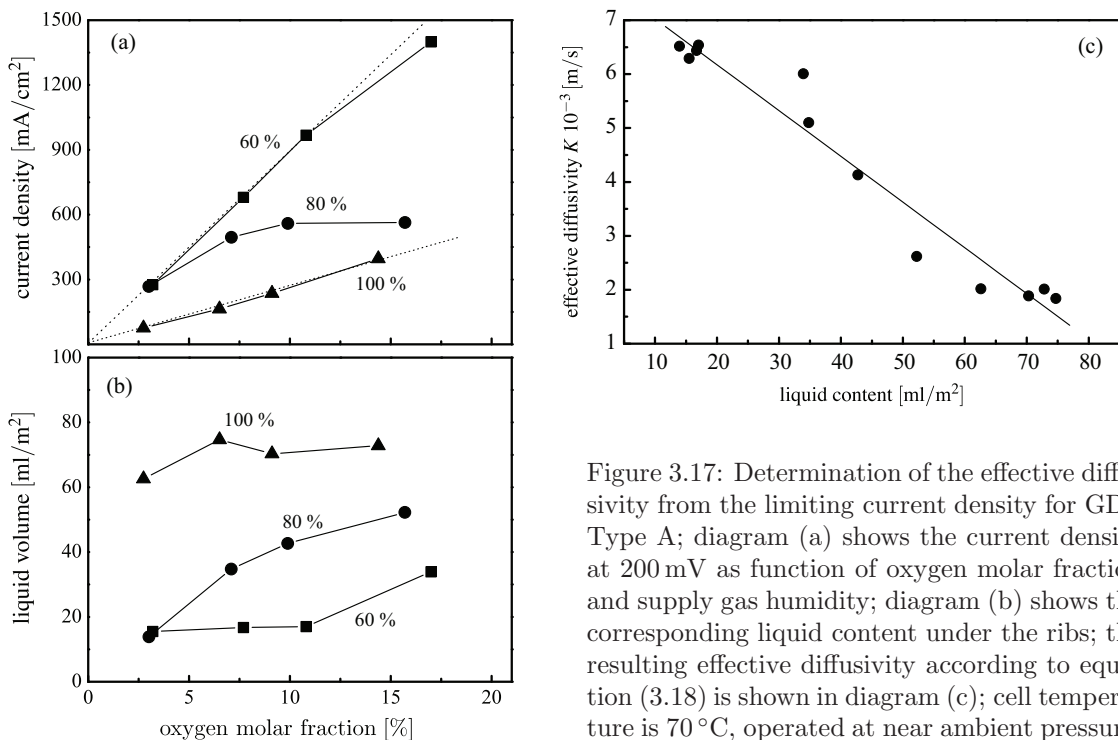 (a)
1500
1200
900
600
300
0
current density [mA/cm²]
60 %
80 %
100 %
(b)
100
80
60
40
20
0
liquid volume [ml/m²]
100 %
80 %
60 %
0 5 10 15 20
oxygen molar fraction [%]
(c)
7
6
5
4
3
2
1
effective diffusivity K 10⁻³ [m/s]
10 20 30 40 50 60 70 80
liquid content [ml/m²]
Figure 3.17: Determination of the effective diff
sivity from the limiting current density for GD
Type A; diagram (a) shows the current densi
at 200 mV as function of oxygen molar fractio
and supply gas humidity; diagram (b) shows th
corresponding liquid content under the ribs; th
resulting effective diffusivity according to equ
tion (3.18) is shown in diagram (c); cell temper
ture is 70 °C, operated at near ambient pressur